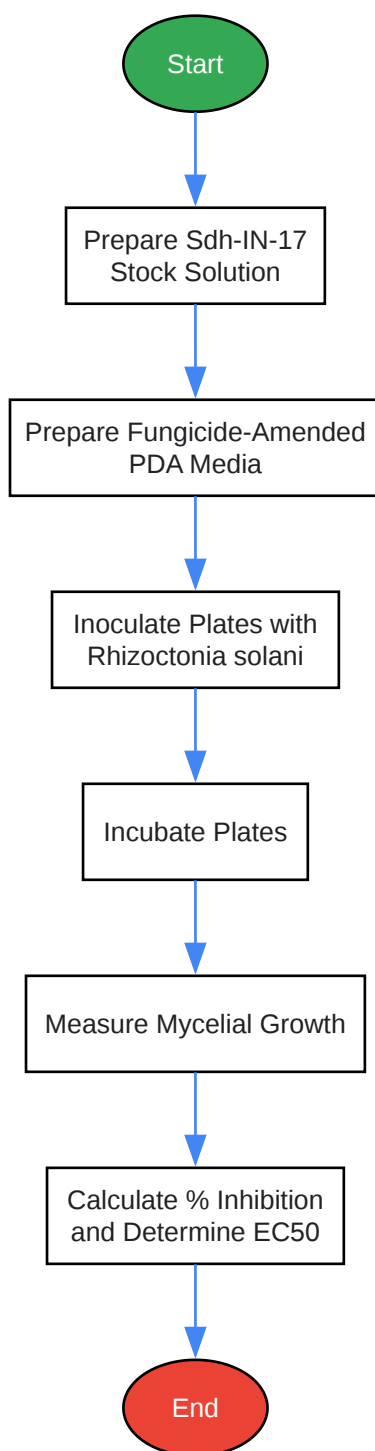 Start
Prepare Sdh-IN-17
Stock Solution
Prepare Fungicide-Amended
PDA Media
Inoculate Plates with
Rhizoctonia solani
Incubate Plates
Measure Mycelial Growth
Calculate % Inhibition
and Determine EC50
End